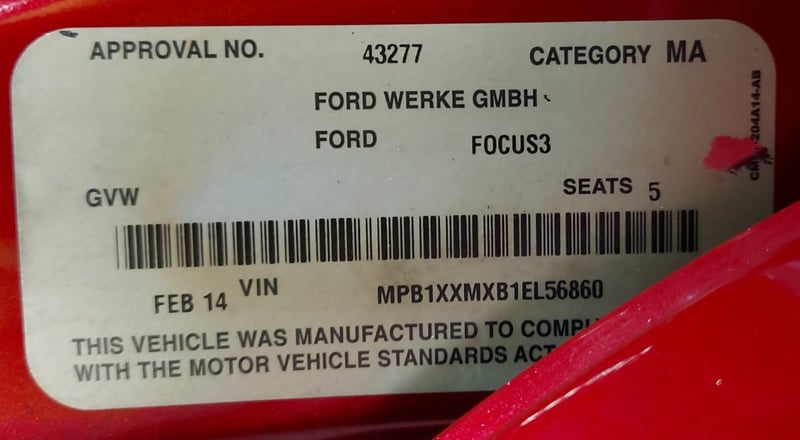 APPROVAL NO. 43277 CATEGORY MA
FORD WERKE GMBH
FORD FOCUS3
GVW SEATS 5
FEB 14 VIN MPB1XXMXB1EL56860
THIS VEHICLE WAS MANUFACTURED TO
WITH THE MOTOR VEHICLE STANDARDS ACT